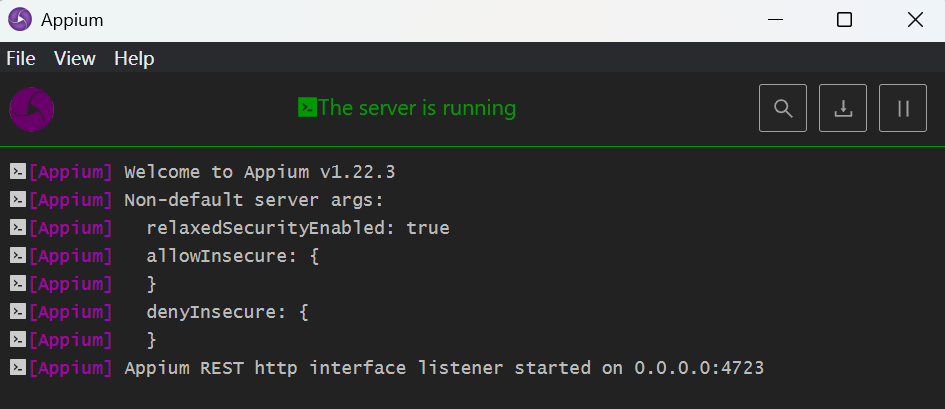 Appium
File View Help
The server is running
[Appium] Welcome to Appium v1.22.3
[Appium] Non-default server args:
[Appium]   relaxedSecurityEnabled: true
[Appium]   allowInsecure: {
[Appium]   }
[Appium]   denyInsecure: {
[Appium]   }
[Appium] Appium REST http interface listener started on 0.0.0.0:4723